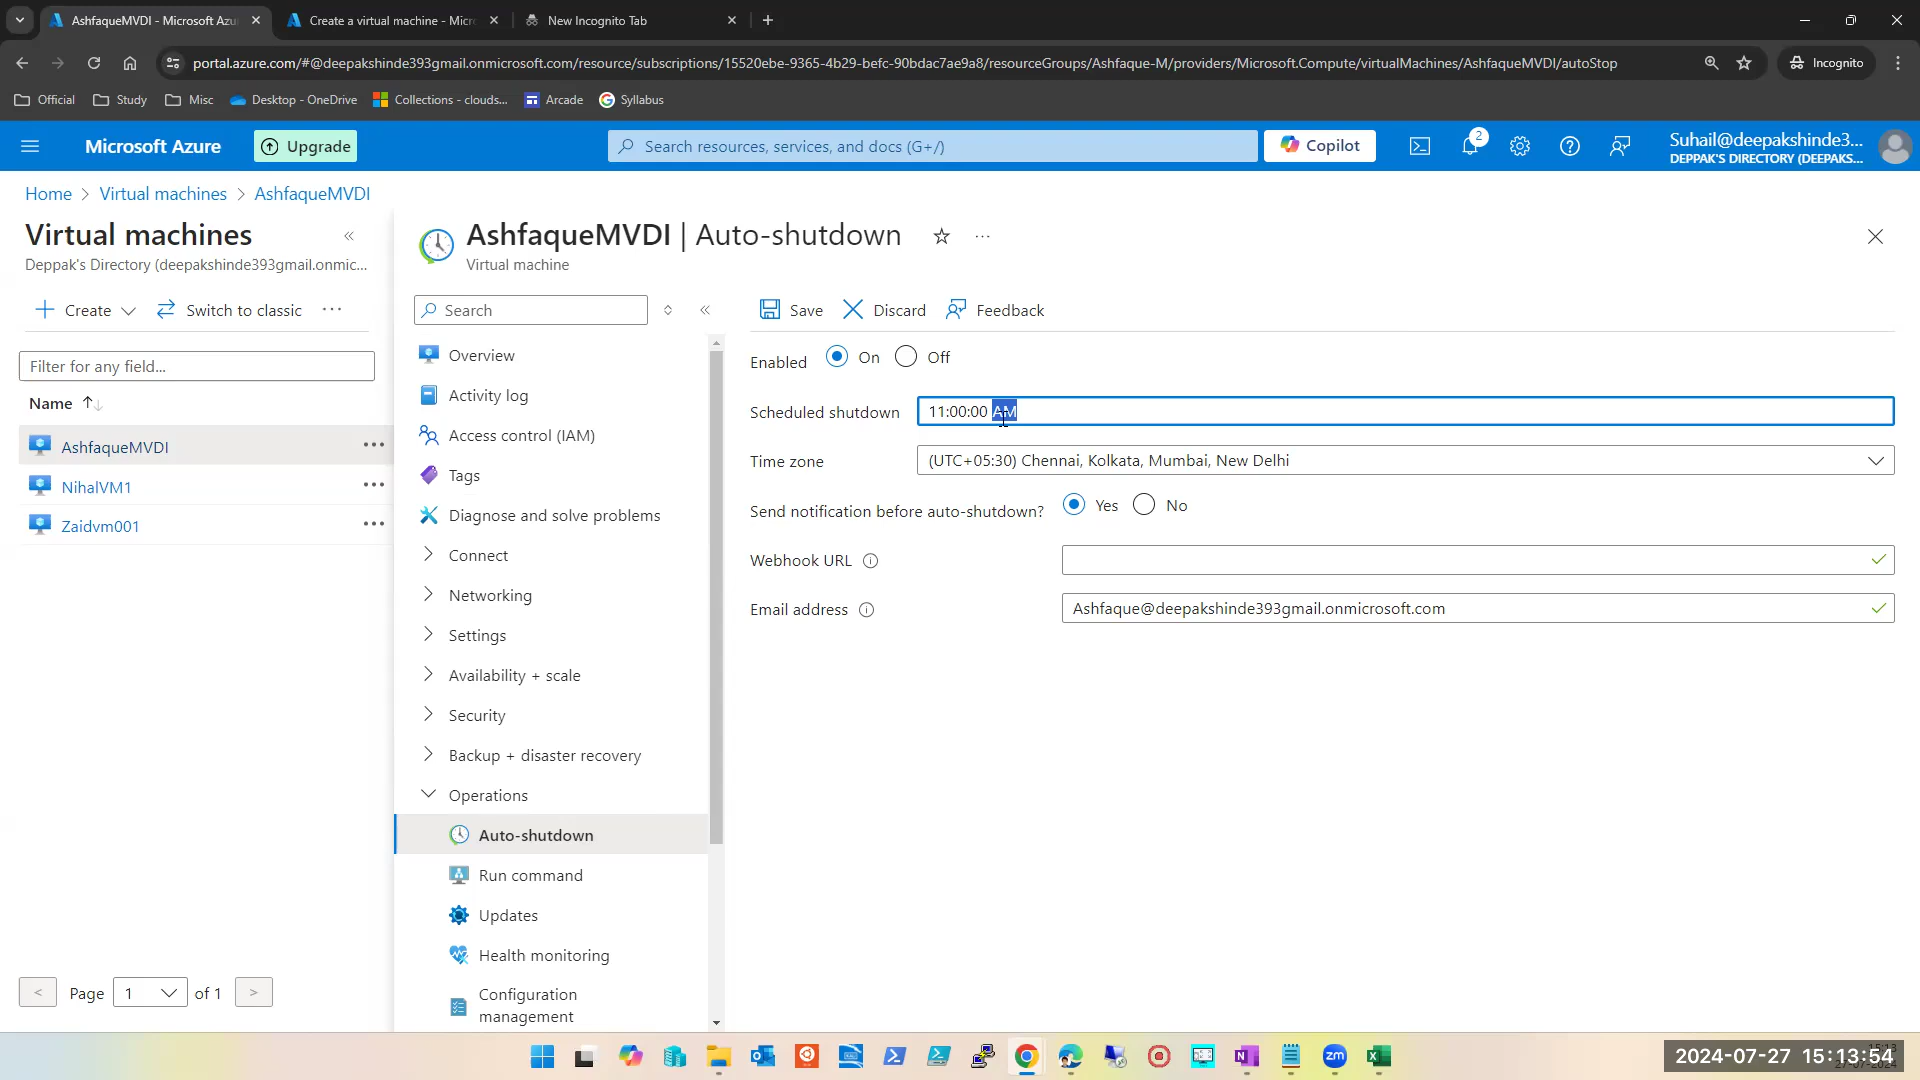 AshfaqueMVDI - Microsoft Azu
Create a virtual machine - Micr
New Incognito Tab
portal.azure.com/#@deepakshinde393gmail.onmicrosoft.com/resource/subscriptions/15520ebe-9365-4b29-befc-90bdac7ae9a8/resourceGroups/Ashfaque-M/providers/Microsoft.Compute/virtualMachines/AshfaqueMVDI/autoStop
Incognito
Official
Study
Misc
Desktop - OneDrive
Collections - clouds...
Arcade
Syllabus
Microsoft Azure
Upgrade
Search resources, services, and docs (G+/)
Copilot
2
Suhail@deepakshinde3...
DEPPAK'S DIRECTORY (DEEPAKS...
Home > Virtual machines > AshfaqueMVDI
Virtual machines
Deppak's Directory (deepakshinde393gmail.onmic...
Create
Switch to classic
Filter for any field...
Name
AshfaqueMVDI
NihalVM1
Zaidvm001
Page 1 of 1
AshfaqueMVDI | Auto-shutdown
Virtual machine
Search
Overview
Activity log
Access control (IAM)
Tags
Diagnose and solve problems
Connect
Networking
Settings
Availability + scale
Security
Backup + disaster recovery
Operations
Auto-shutdown
Run command
Updates
Health monitoring
Configuration
management
Save
Discard
Feedback
Enabled On Off
Scheduled shutdown 11:00:00 AM
Time zone (UTC+05:30) Chennai, Kolkata, Mumbai, New Delhi
Send notification before auto-shutdown? Yes No
Webhook URL
Email address Ashfaque@deepakshinde393gmail.onmicrosoft.com
2024-07-27 15:13:54